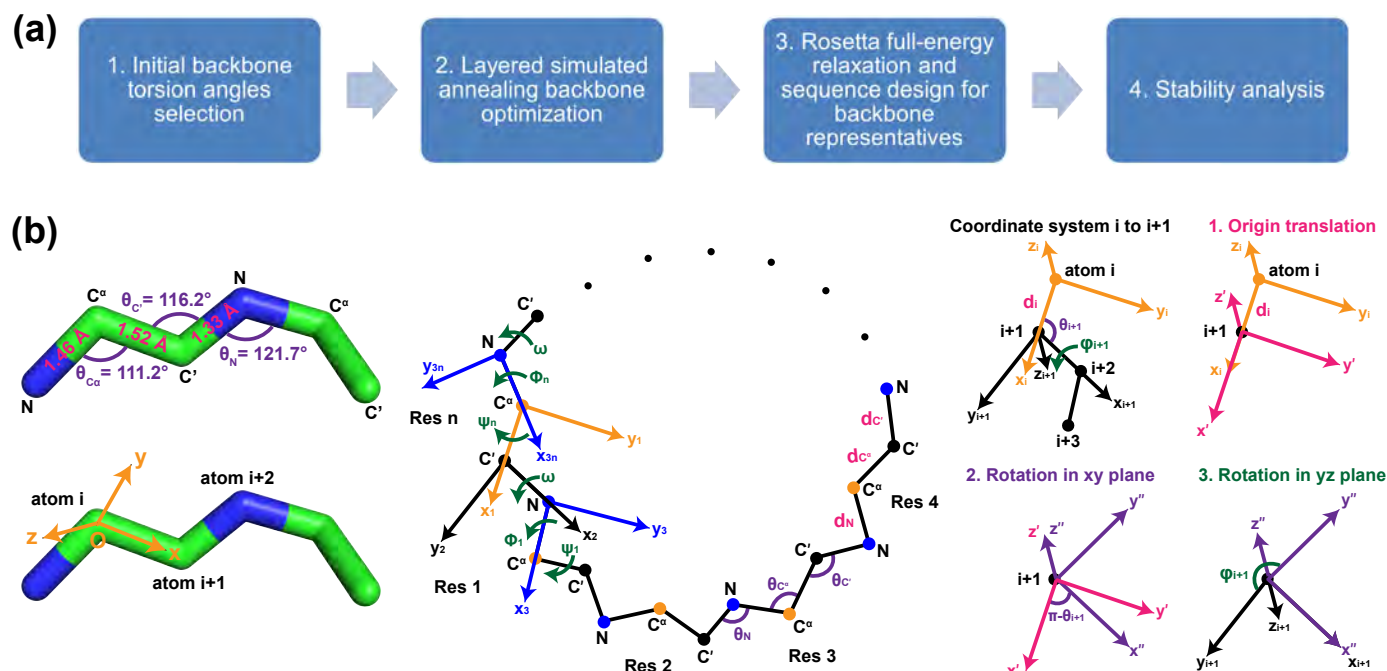 (a)
1. Initial backbone
torsion angles
selection
2. Layered simulated
annealing backbone
optimization
3. Rosetta full-energy
relaxation and
sequence design for
backbone
representatives
4. Stability analysis
(b)
N
Cα
C′
N
Cα
C′
1.46 Å
1.52 Å
1.33 Å
θC′= 116.2°
θCα= 111.2°
θN= 121.7°
y
z
O
x
atom i
atom i+1
atom i+2
C′
N
ω
y3n
Φn
Res n
Cα
ψn
y1
x3n
C′
ω
x1
N
x2
y2
y3
Φ1
Res 1
Cα
ψ1
C′
x3
N
Cα
Res 2
C′
N
θN
θCα
Cα
Res 3
C′
θC′
N
dN
Cα
Res 4
dCα
C′
dC′
N
Coordinate system i to i+1
zi
atom i
di
yi
i+1
θi+1
φi+1
xi
zi+1
i+2
yi+1
xi+1
i+3
1. Origin translation
zi
atom i
z′
di
yi
i+1
xi
y′
x′
2. Rotation in xy plane
y″
z′
z″
i+1
π-θi+1
y′
x′
x″
3. Rotation in yz plane
y″
z″
φi+1
zi+1
yi+1
x″
xi+1